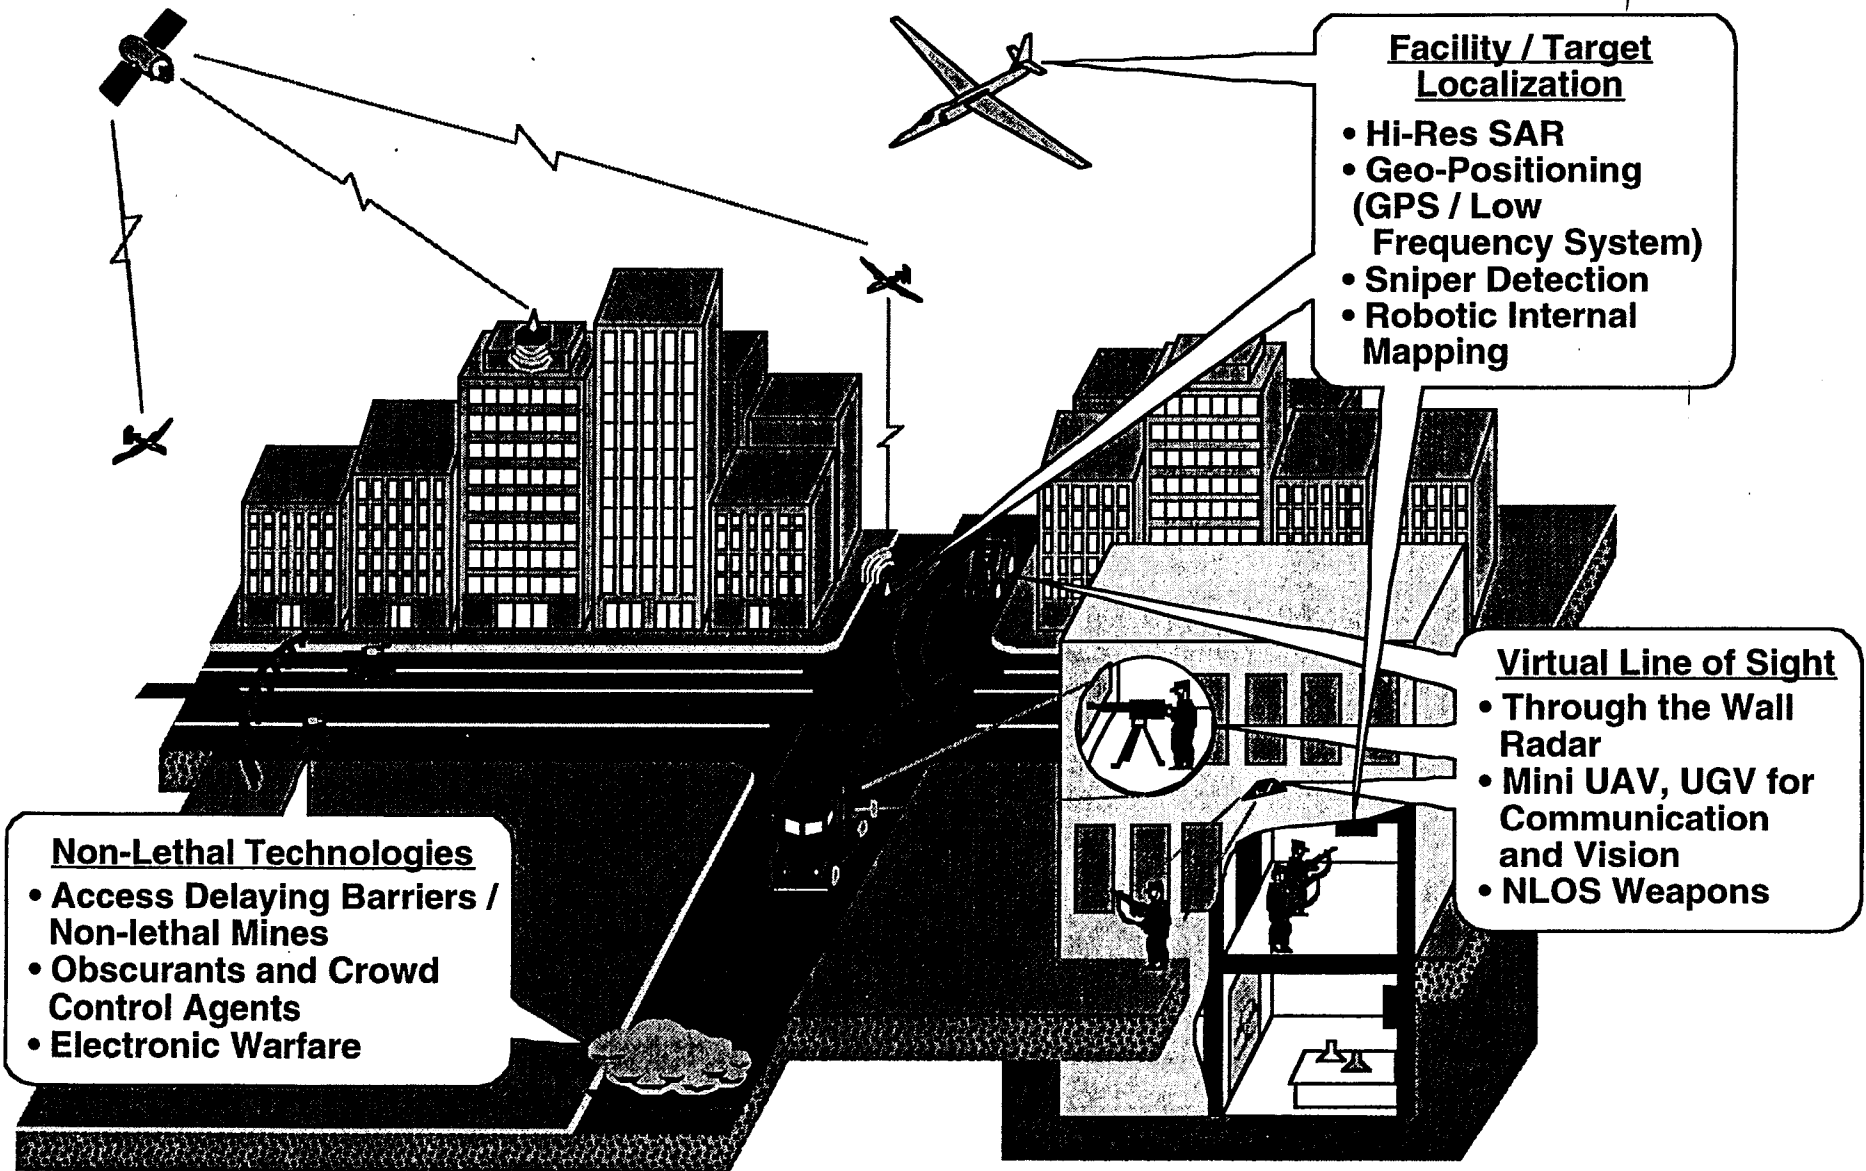 Facility / Target
Localization
• Hi-Res SAR
• Geo-Positioning
(GPS / Low
Frequency System)
• Sniper Detection
• Robotic Internal
Mapping
Virtual Line of Sight
• Through the Wall
Radar
• Mini UAV, UGV for
Communication
and Vision
• NLOS Weapons
Non-Lethal Technologies
• Access Delaying Barriers /
Non-lethal Mines
• Obscurants and Crowd
Control Agents
• Electronic Warfare